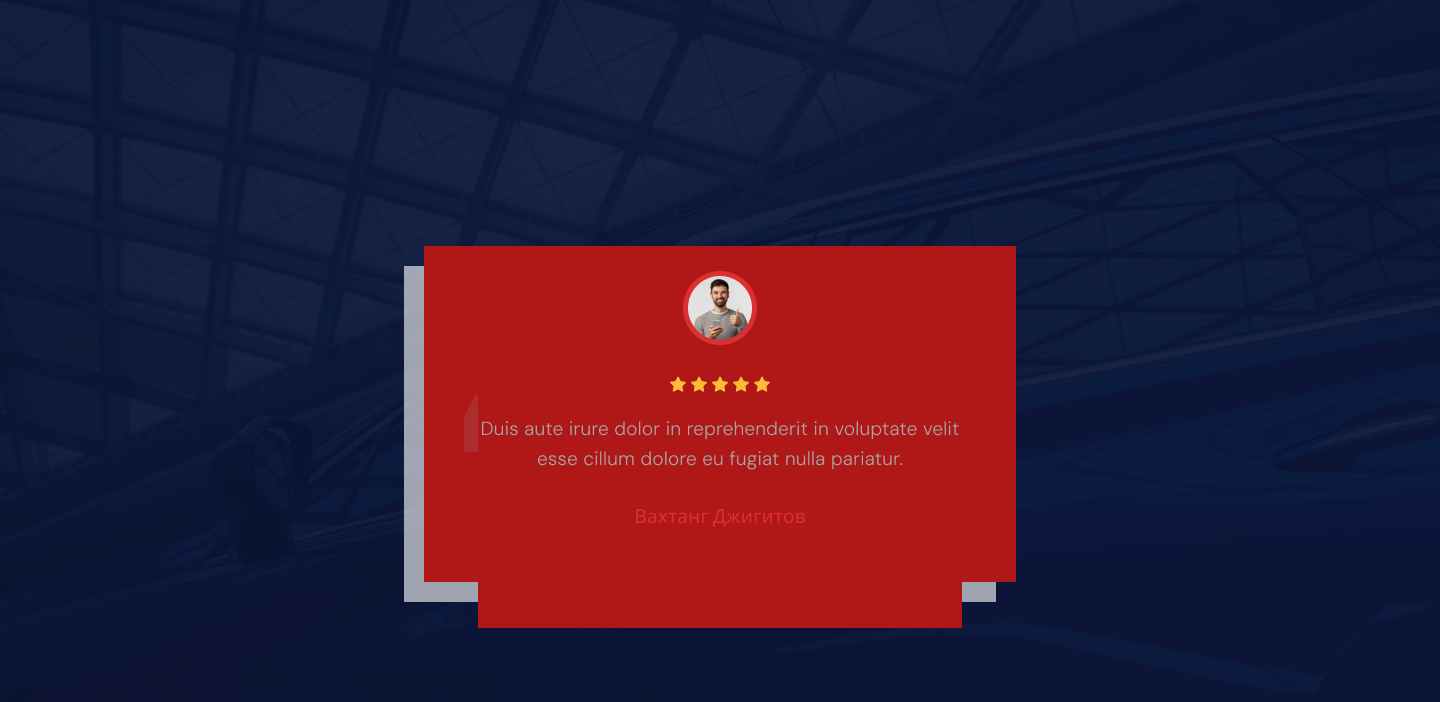 Duis aute irure dolor in reprehenderit in voluptate velit
esse cillum dolore eu fugiat nulla pariatur.
Вахтанг Джигитов